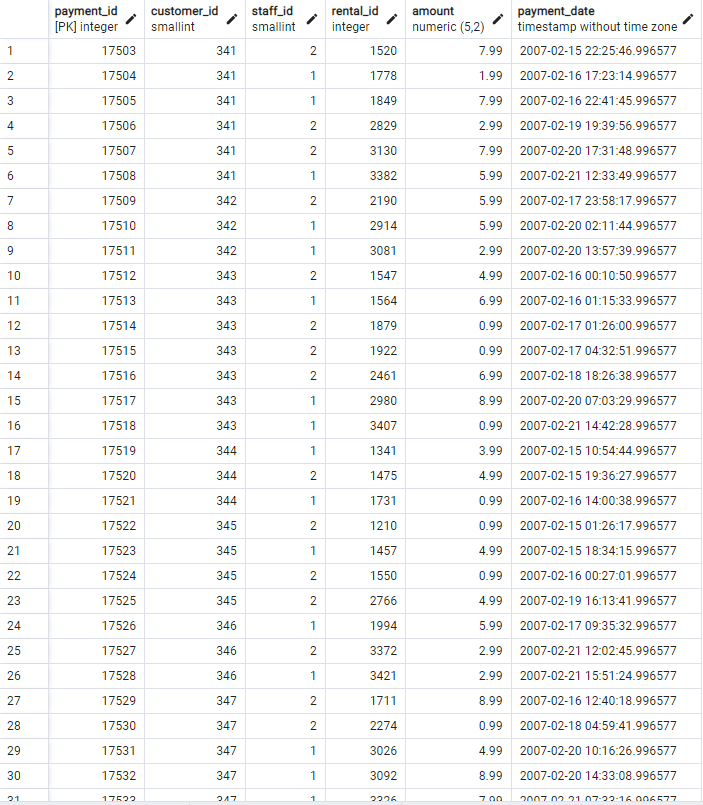 payment_id customer_id staff_id rental_id amount payment_date
[PK] integer smallint smallint integer numeric (5,2) timestamp without time zone
1 17503 341 2 1520 7.99 2007-02-15 22:25:46.996577
2 17504 341 1 1778 1.99 2007-02-16 17:23:14.996577
3 17505 341 1 1849 7.99 2007-02-16 22:41:45.996577
4 17506 341 2 2829 2.99 2007-02-19 19:39:56.996577
5 17507 341 2 3130 7.99 2007-02-20 17:31:48.996577
6 17508 341 1 3382 5.99 2007-02-21 12:33:49.996577
7 17509 342 2 2190 5.99 2007-02-17 23:58:17.996577
8 17510 342 1 2914 5.99 2007-02-20 02:11:44.996577
9 17511 342 1 3081 2.99 2007-02-20 13:57:39.996577
10 17512 343 2 1547 4.99 2007-02-16 00:10:50.996577
11 17513 343 1 1564 6.99 2007-02-16 01:15:33.996577
12 17514 343 2 1879 0.99 2007-02-17 01:26:00.996577
13 17515 343 2 1922 0.99 2007-02-17 04:32:51.996577
14 17516 343 2 2461 6.99 2007-02-18 18:26:38.996577
15 17517 343 1 2980 8.99 2007-02-20 07:03:29.996577
16 17518 343 1 3407 0.99 2007-02-21 14:42:28.996577
17 17519 344 1 1341 3.99 2007-02-15 10:54:44.996577
18 17520 344 2 1475 4.99 2007-02-15 19:36:27.996577
19 17521 344 1 1731 0.99 2007-02-16 14:00:38.996577
20 17522 345 2 1210 0.99 2007-02-15 01:26:17.996577
21 17523 345 1 1457 4.99 2007-02-15 18:34:15.996577
22 17524 345 2 1550 0.99 2007-02-16 00:27:01.996577
23 17525 345 2 2766 4.99 2007-02-19 16:13:41.996577
24 17526 346 1 1994 5.99 2007-02-17 09:35:32.996577
25 17527 346 2 3372 2.99 2007-02-21 12:02:45.996577
26 17528 346 1 3421 2.99 2007-02-21 15:51:24.996577
27 17529 347 2 1711 8.99 2007-02-16 12:40:18.996577
28 17530 347 2 2274 0.99 2007-02-18 04:59:41.996577
29 17531 347 1 3026 4.99 2007-02-20 10:16:26.996577
30 17532 347 1 3092 8.99 2007-02-20 14:33:08.996577
31 17533 347 1 3326 7.99 2007-02-21 07:33:16.996577